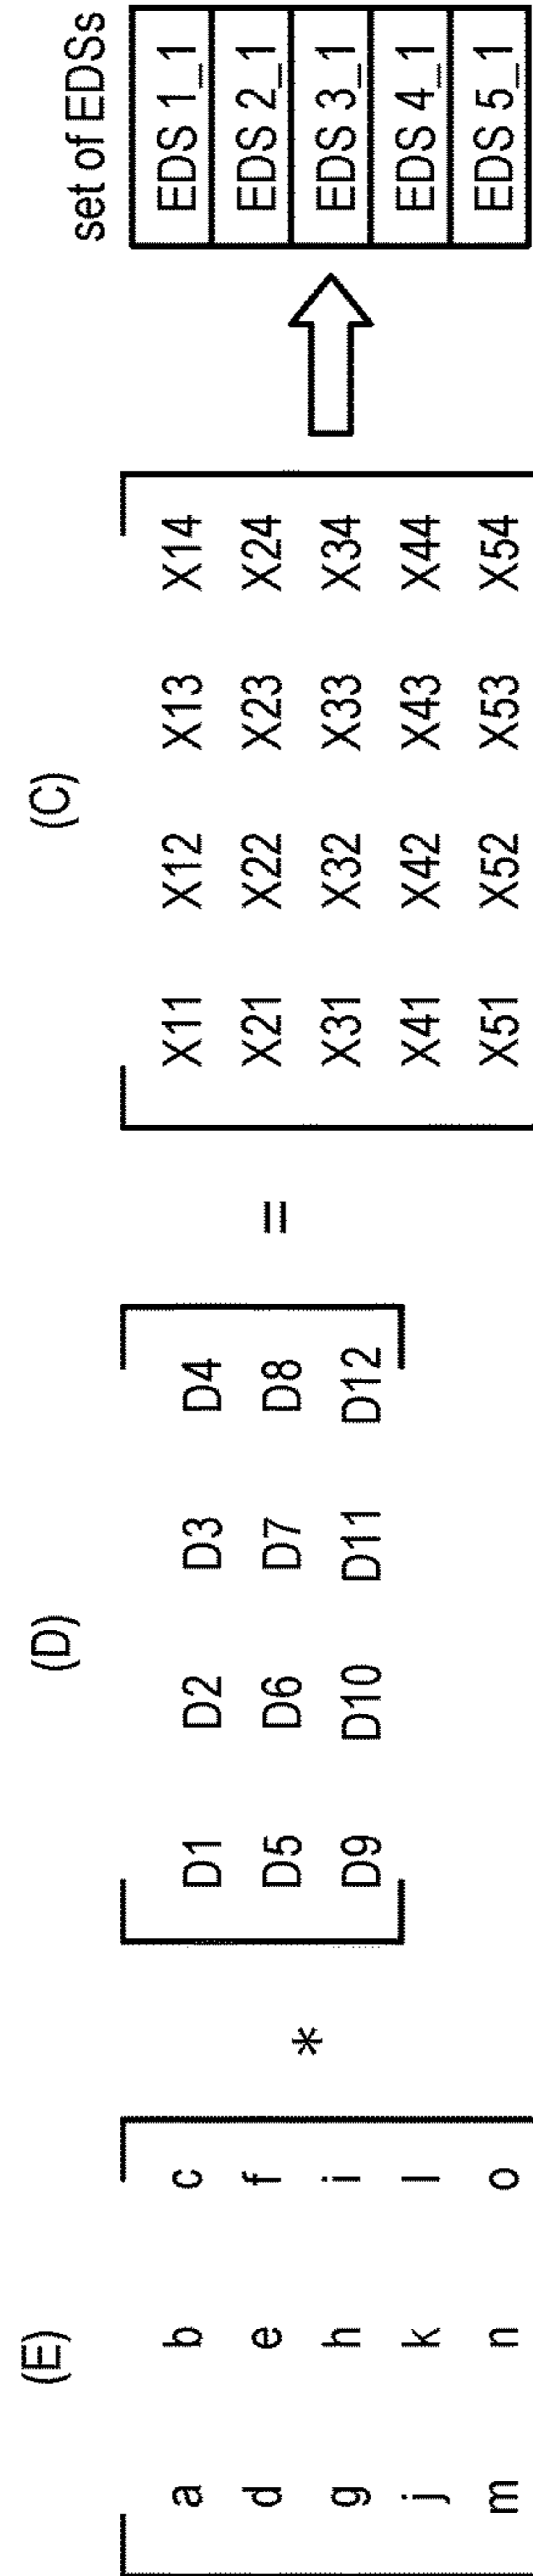 (E) (D) (C) set of EDSs
a b c D1 D2 D3 D4 X11 X12 X13 X14 EDS 1_1
d e f * D5 D6 D7 D8 = X21 X22 X23 X24 EDS 2_1
g h i D9 D10 D11 D12 X31 X32 X33 X34 EDS 3_1
j k l X41 X42 X43 X44 EDS 4_1
m n o X51 X52 X53 X54 EDS 5_1